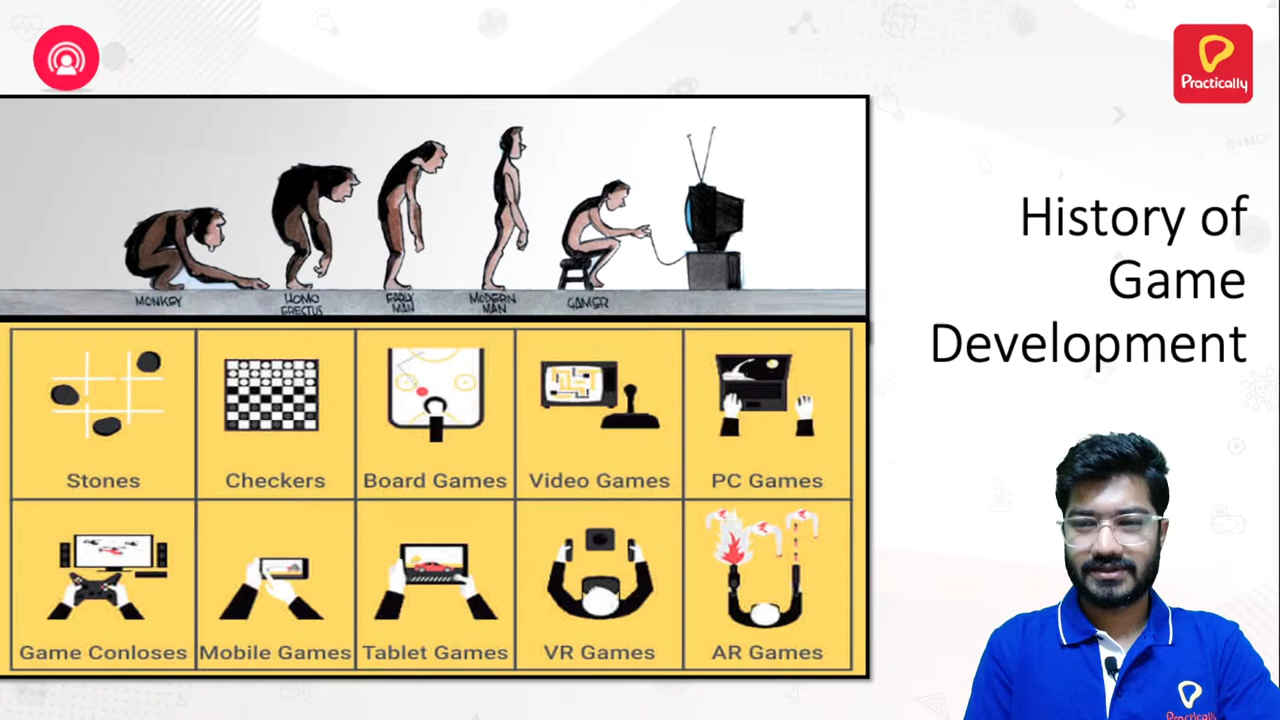 Practically
History of
Game
Development
MONKEY
HOMO
ERECTUS
EARLY
MAN
MODERN
MAN
GAMER
Stones
Checkers
Board Games
Video Games
PC Games
Game Conloses
Mobile Games
Tablet Games
VR Games
AR Games
Practically